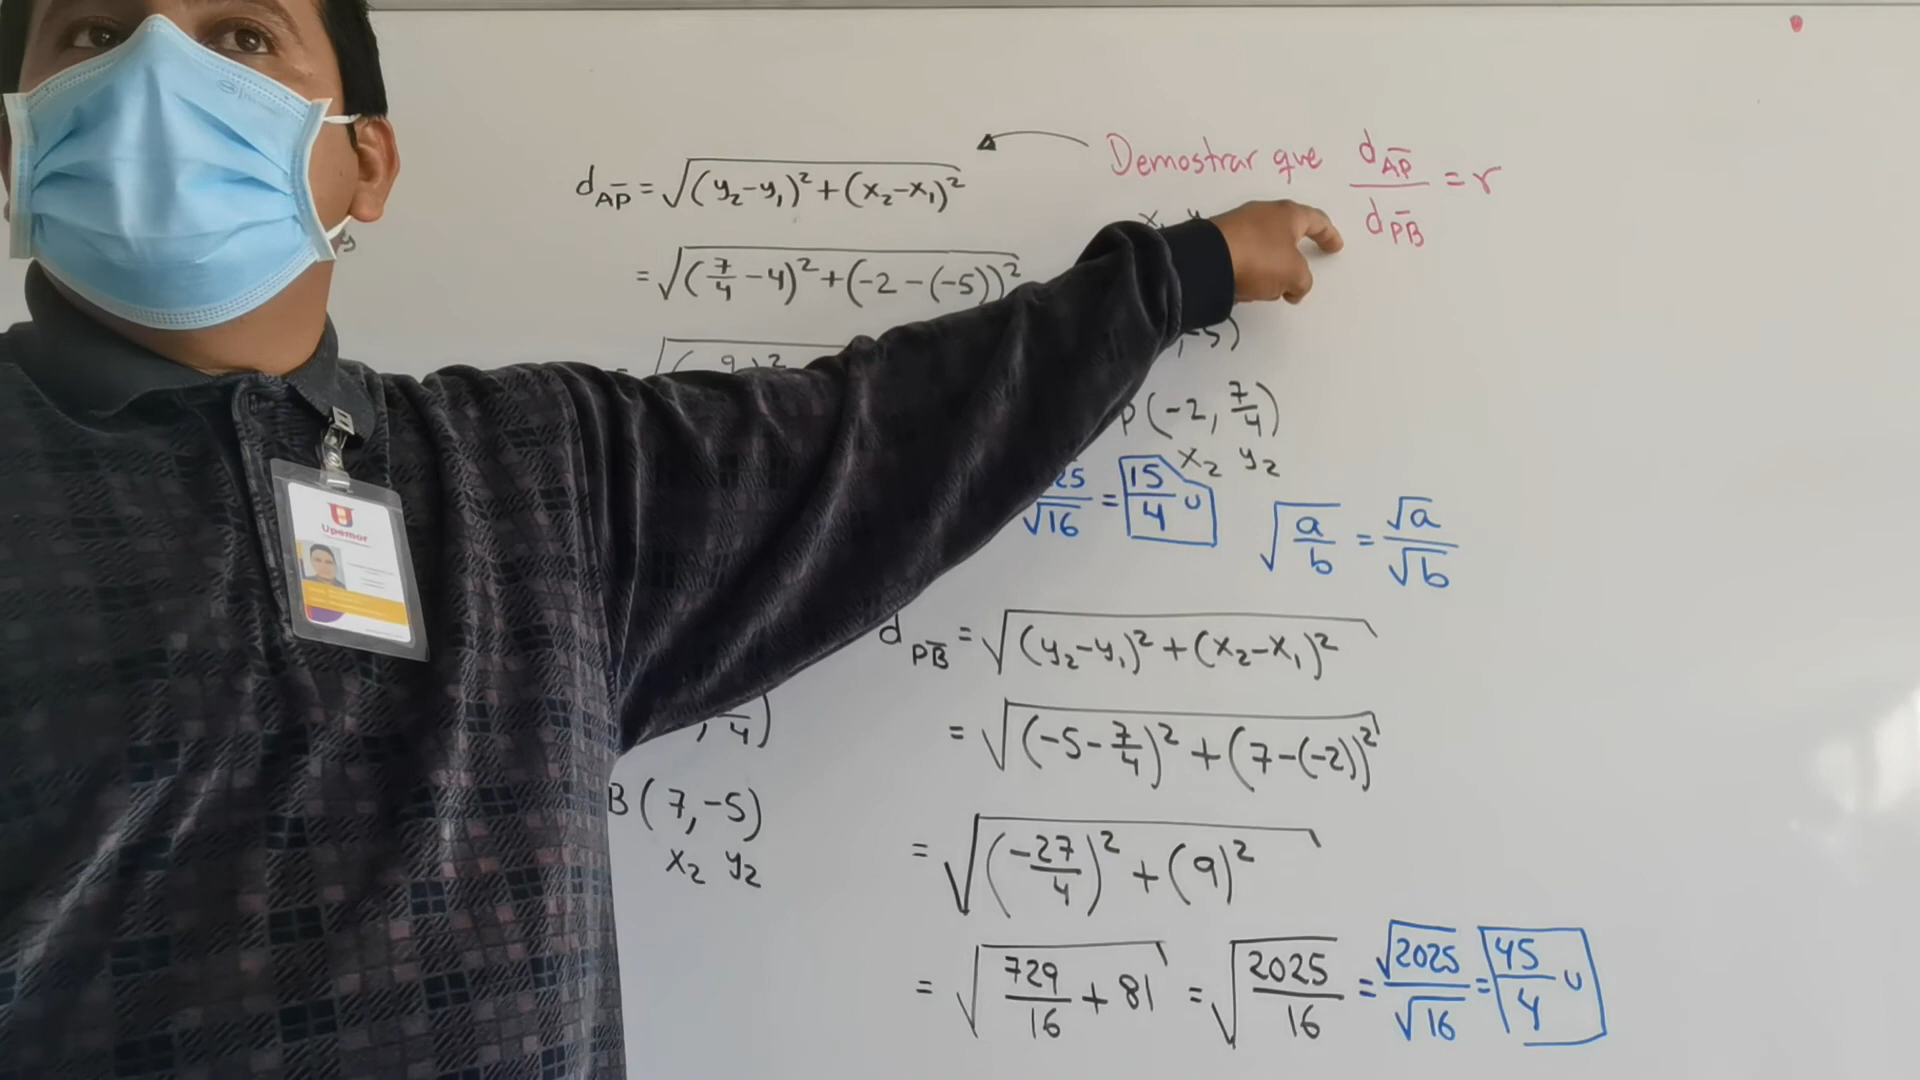 Demostrar que d_AP̅ / d_PB̅ = r
d_AP̅ = √((y₂-y₁)² + (x₂-x₁)²)
= √((7/4 - 4)² + (-2 - (-5))²)
P(-2, 7/4)
x₂ y₂
√16 = 15/4 u
√(a/b) = √a/√b
d_PB̅ = √((y₂-y₁)² + (x₂-x₁)²)
= √((-5 - 7/4)² + (7-(-2))²)
B(7,-5)
x₂ y₂
= √((-27/4)² + (9)²)
= √(729/16 + 81) = √(2025/16) = √2025/√16 = 45/4 u
Upemor